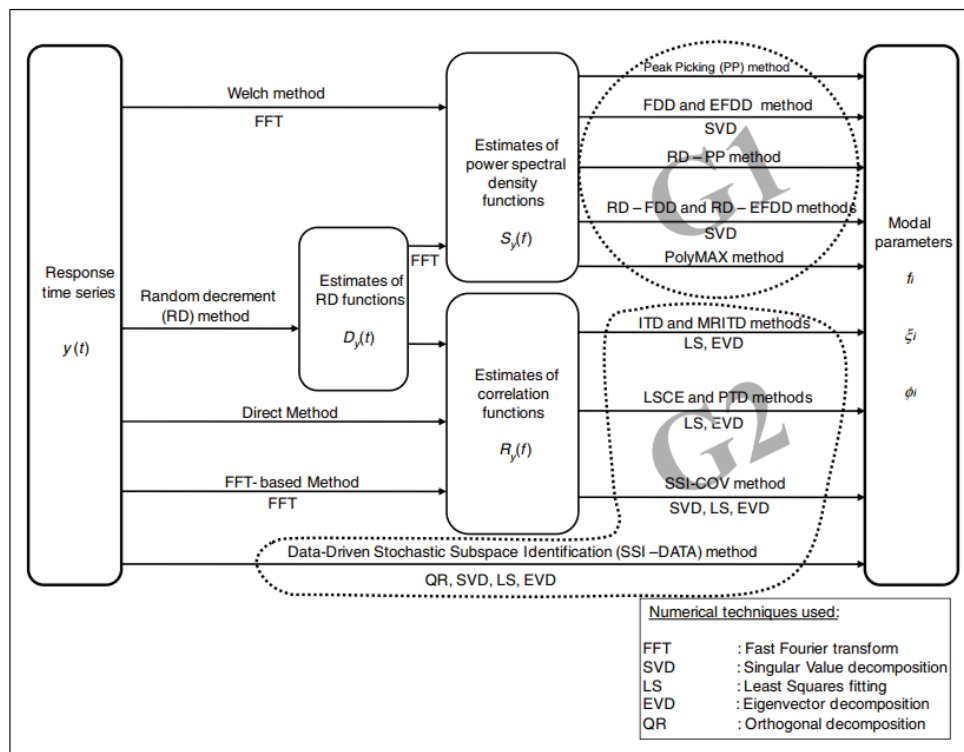 Response
time series
y(t)
Welch method
FFT
Random decrement
(RD) method
Direct Method
FFT- based Method
FFT
Estimates of
RD functions
Dy(t)
FFT
Estimates of
power spectral
density
functions
Sy(f)
Estimates of
correlation
functions
Ry(f)
Peak Picking (PP) method
FDD and EFDD method
SVD
RD – PP method
RD – FDD and RD – EFDD methods
SVD
PolyMAX method
G1
ITD and MRITD methods
LS, EVD
LSCE and PTD methods
LS, EVD
SSI-COV method
SVD, LS, EVD
G2
Data-Driven Stochastic Subspace Identification (SSI –DATA) method
QR, SVD, LS, EVD
Modal
parameters
fi
ξi
ϕi
Numerical techniques used:
FFT : Fast Fourier transform
SVD : Singular Value decomposition
LS : Least Squares fitting
EVD : Eigenvector decomposition
QR : Orthogonal decomposition